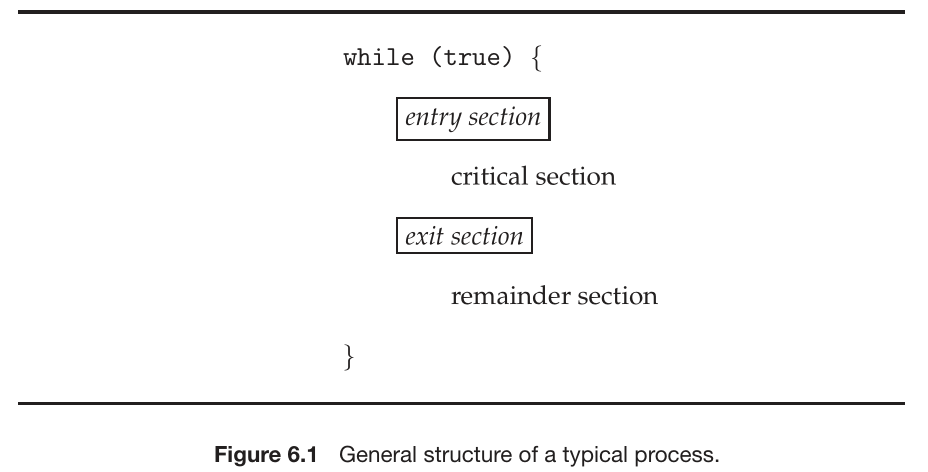 while (true) {
entry section
critical section
exit section
remainder section
}
Figure 6.1 General structure of a typical process.